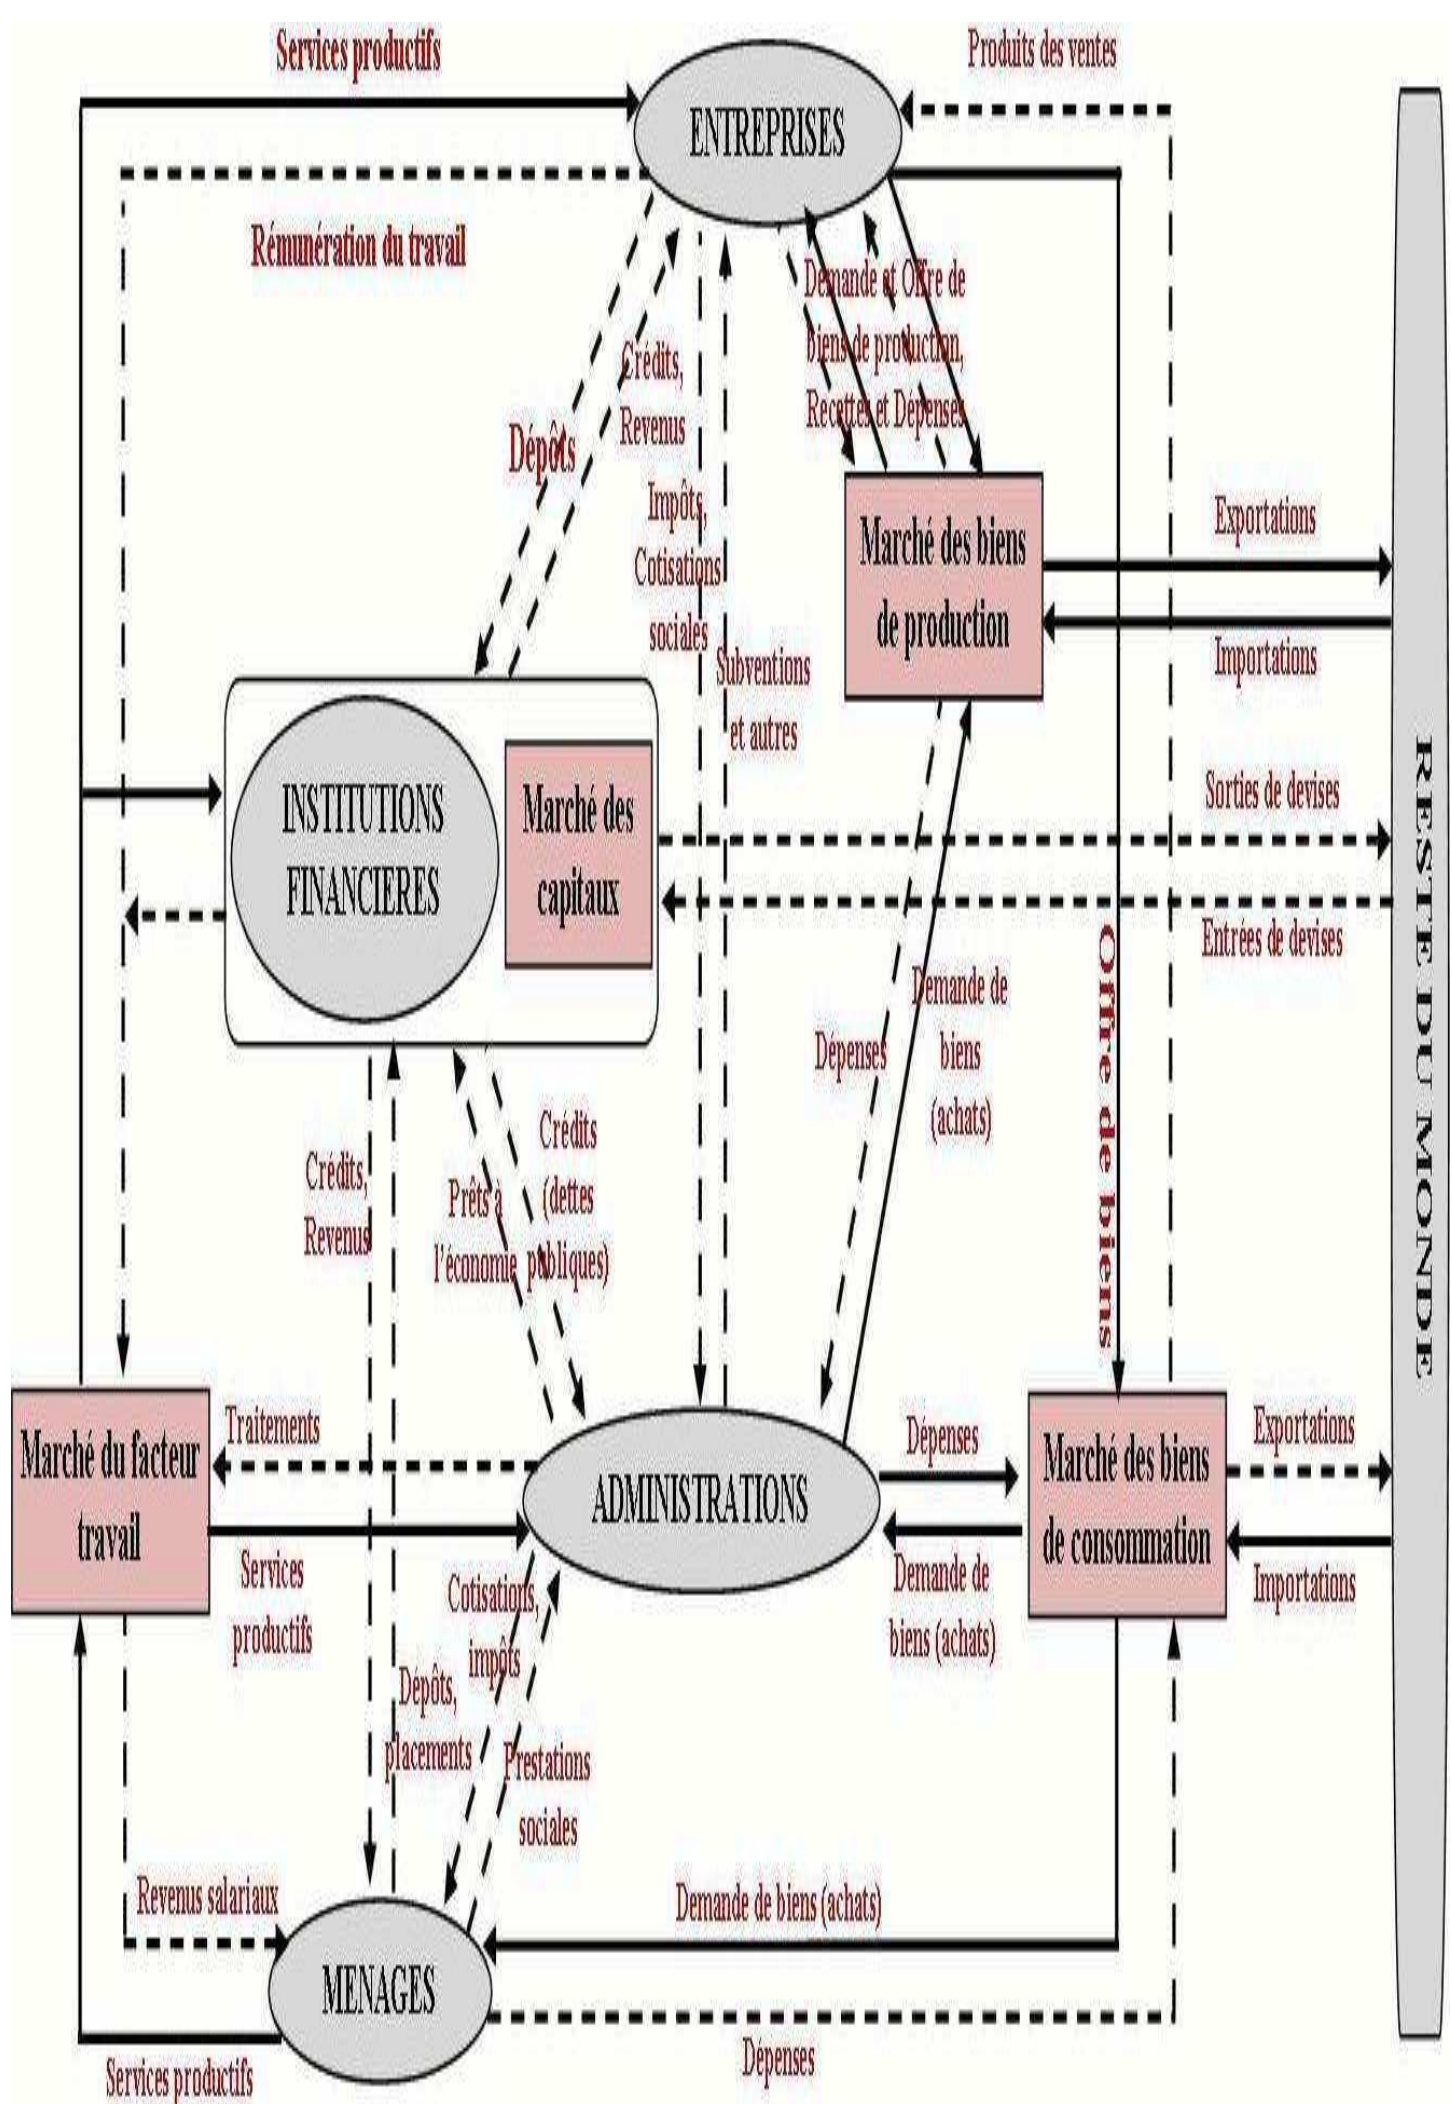 Services productifs
Produits des ventes
ENTREPRISES
Rémunération du travail
Demande et Offre de
biens de production,
Recettes et Dépenses
Crédits,
Revenus
Dépôts
Impôts,
Cotisations
sociales
Marché des biens
de production
Exportations
Importations
Subventions
et autres
INSTITUTIONS
FINANCIERES
Marché des
capitaux
Sorties de devises
Entrées de devises
RESTE DU MONDE
Offre de biens
Demande de
biens
(achats)
Dépenses
Crédits
(dettes
publiques)
Prêts à
l'économie
Crédits,
Revenus
Marché du facteur
travail
Traitements
Services
productifs
ADMINISTRATIONS
Dépenses
Demande de
biens (achats)
Marché des biens
de consommation
Exportations
Importations
Cotisations,
impôts
Dépôts,
placements
Prestations
sociales
Revenus salariaux
Demande de biens (achats)
MENAGES
Dépenses
Services productifs